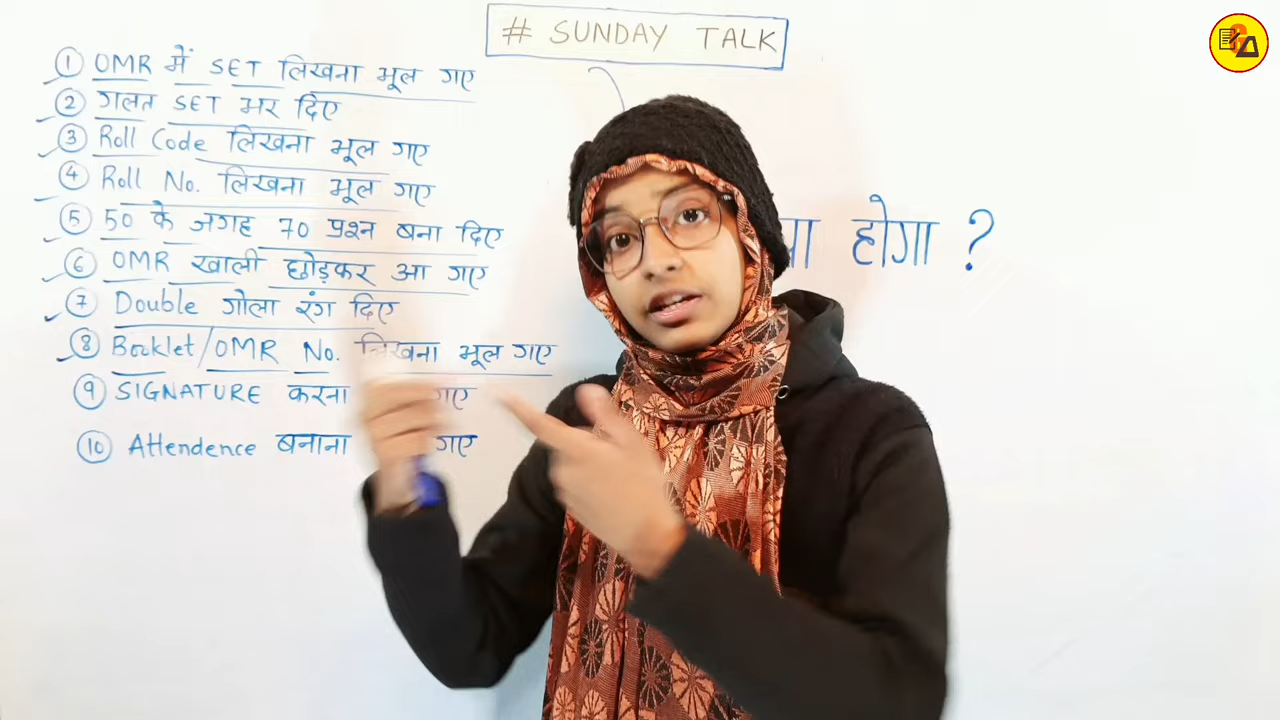 # SUNDAY TALK
① OMR में SET लिखना भूल गए
② गलत SET भर दिए
③ Roll Code लिखना भूल गए
④ Roll No. लिखना भूल गए
⑤ 50 के जगह 70 प्रश्न बना दिए
⑥ OMR खाली छोड़कर आ गए
⑦ Double गोला रंग दिए
⑧ Booklet/OMR No. लिखना भूल गए
⑨ SIGNATURE करना गए
⑩ Attendence बनाना गए
होगा ?